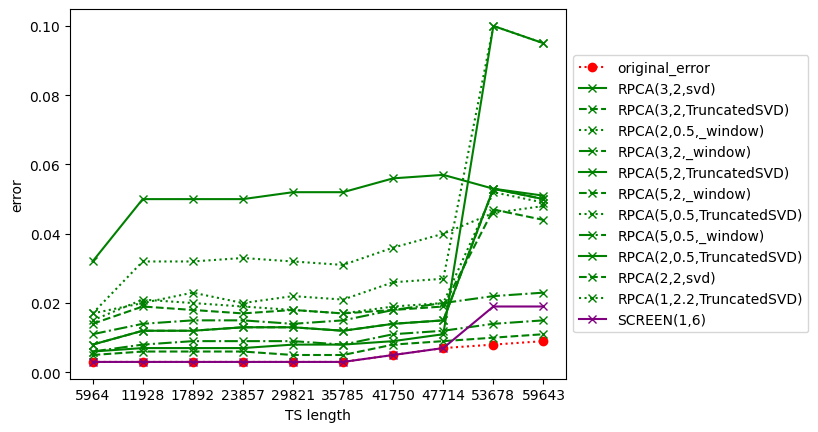 0.10
0.08
0.06
0.04
0.02
0.00
error
5964 11928 17892 23857 29821 35785 41750 47714 53678 59643
TS length
original_error
RPCA(3,2,svd)
RPCA(3,2,TruncatedSVD)
RPCA(2,0.5,_window)
RPCA(3,2,_window)
RPCA(5,2,TruncatedSVD)
RPCA(5,2,_window)
RPCA(5,0.5,TruncatedSVD)
RPCA(5,0.5,_window)
RPCA(2,0.5,TruncatedSVD)
RPCA(2,2,svd)
RPCA(1,2.2,TruncatedSVD)
SCREEN(1,6)